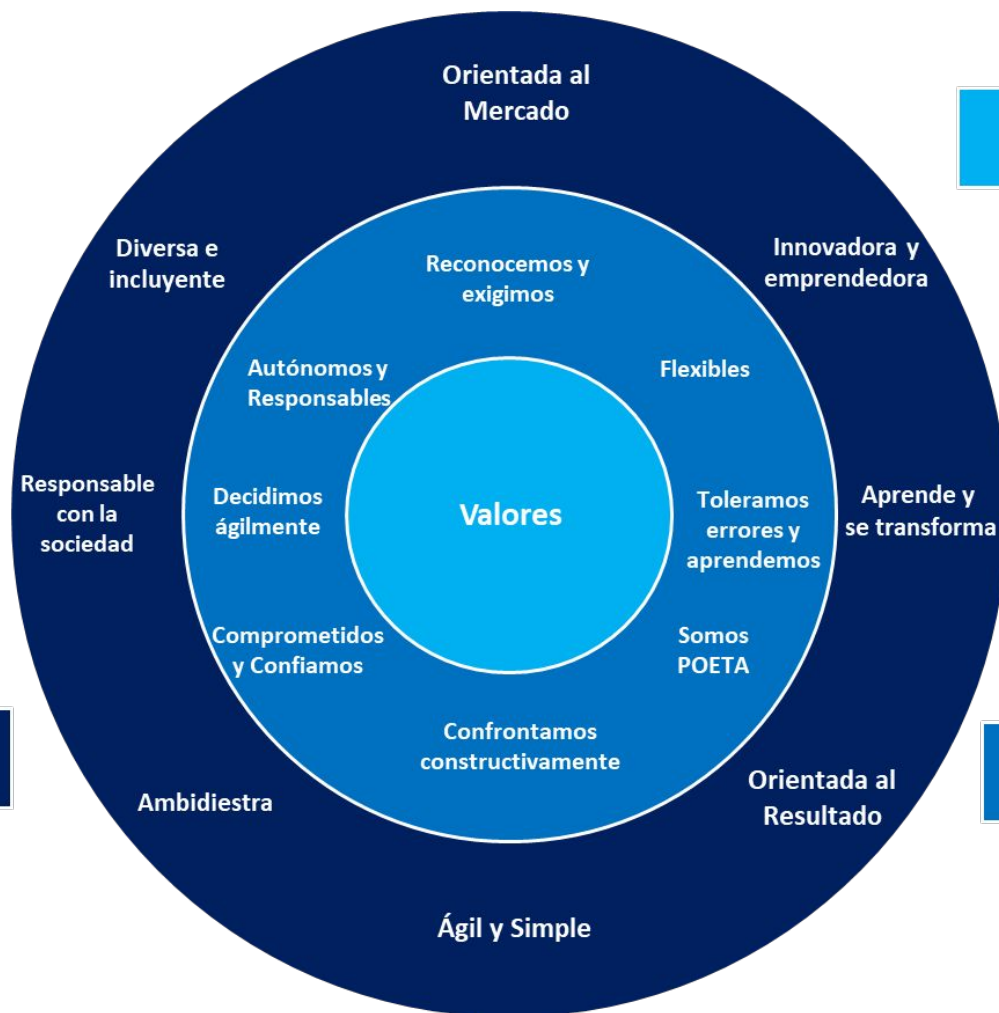 Orientada al
Mercado
Diversa e
incluyente
Innovadora y
emprendedora
Reconocemos y
exigimos
Autónomos y
Responsables
Flexibles
Responsable
con la
sociedad
Decidimos
ágilmente
Valores
Toleramos
errores y
aprendemos
Aprende y
se transforma
Comprometidos
y Confiamos
Somos
POETA
Confrontamos
constructivamente
Ambidiestra
Orientada al
Resultado
Ágil y Simple